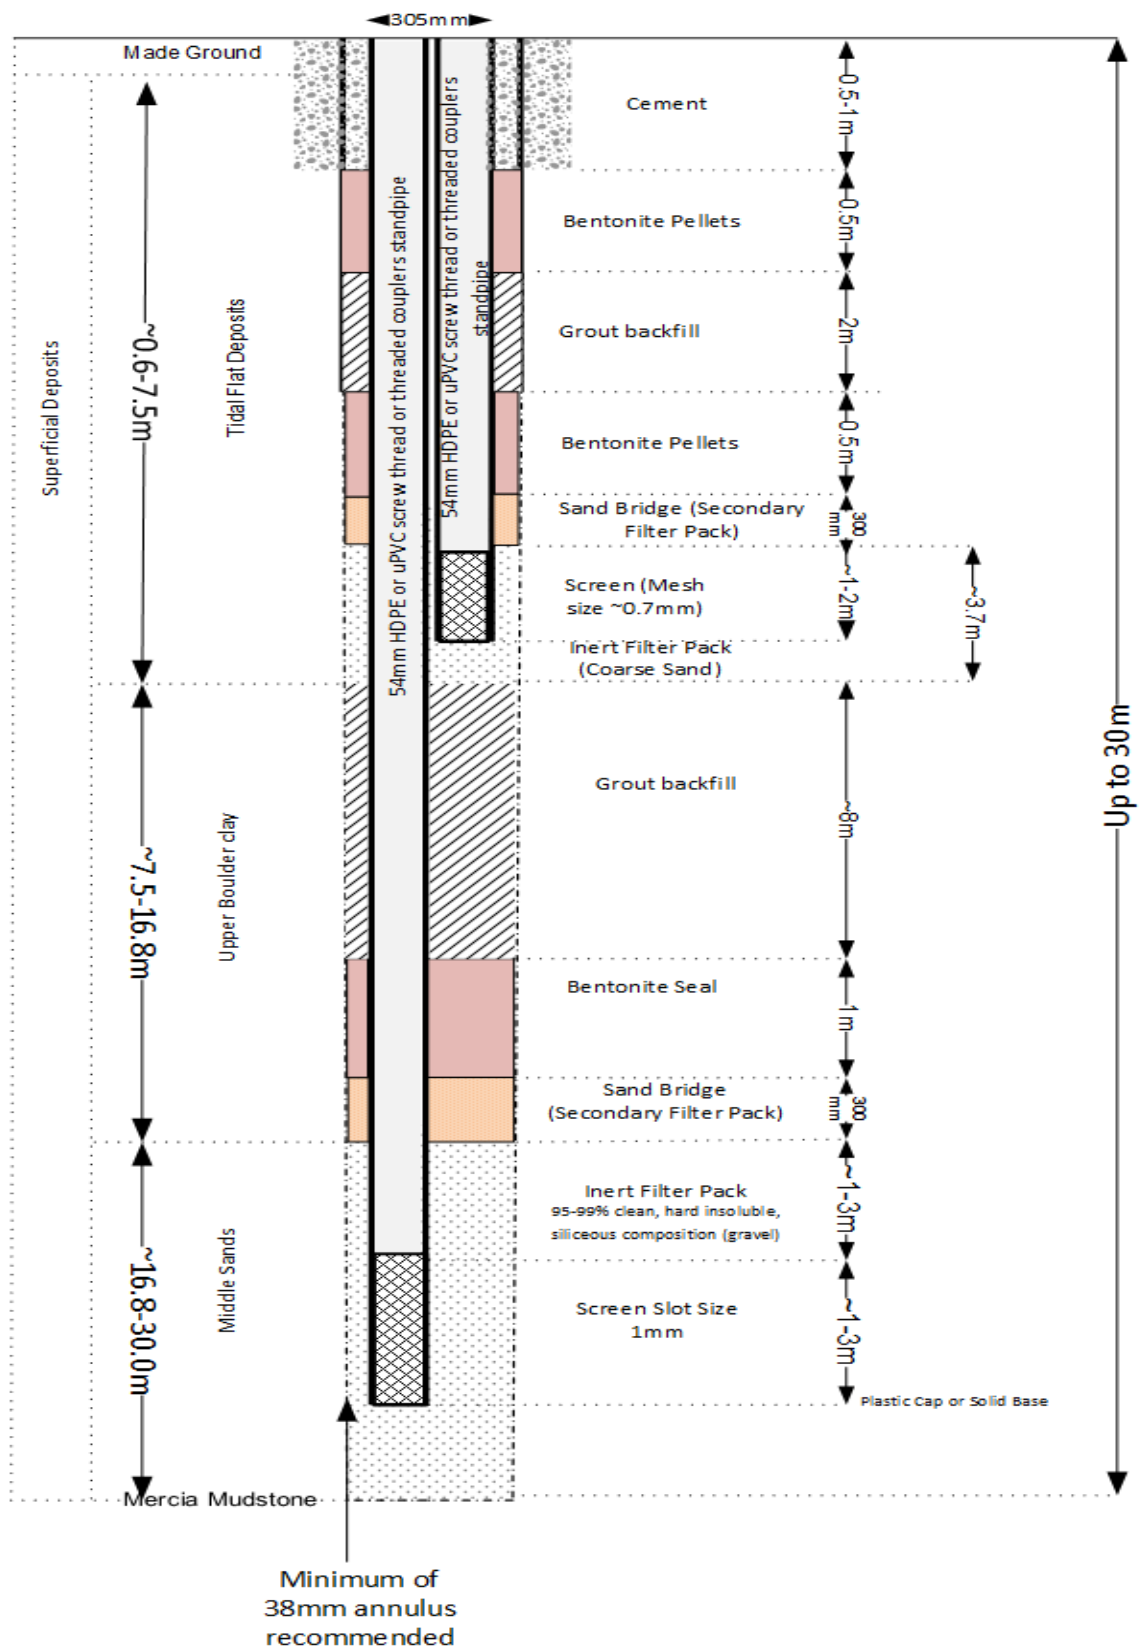 305mm
Made Ground
Cement
0.5-1m
Bentonite Pellets
0.5m
Grout backfill
2m
Bentonite Pellets
0.5m
Sand Bridge (Secondary
Filter Pack)
300
mm
Screen (Mesh
size ~0.7mm)
~1-2m
~3.7m
Inert Filter Pack
(Coarse Sand)
Superficial Deposits
~0.6-7.5m
Tidal Flat Deposits
54mm HDPE or uPVC screw thread or threaded couplers standpipe
54mm HDPE or uPVC screw thread or threaded couplers
standpipe
Up to 30m
Grout backfill
~8m
~7.5-16.8m
Upper Boulder clay
Bentonite Seal
1m
Sand Bridge
(Secondary Filter Pack)
300
mm
Inert Filter Pack
95-99% clean, hard insoluble,
siliceous composition (gravel)
~1-3m
~16.8-30.0m
Middle Sands
Screen Slot Size
1mm
~1-3m
Plastic Cap or Solid Base
Mercia Mudstone
Minimum of
38mm annulus
recommended